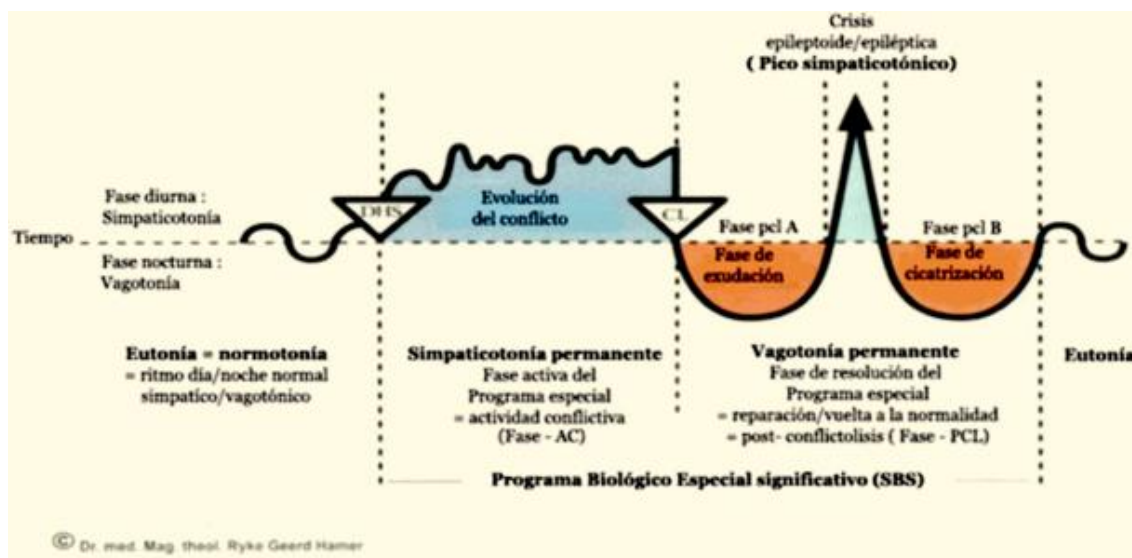 Crisis
epileptoide/epiléptica
( Pico simpaticotónico)
Fase diurna :
Simpaticotonía
Tiempo
Fase nocturna :
Vagotonía
DHS
Evolución
del conflicto
CL
Fase pcl A
Fase de
exudación
Fase pcl B
Fase de
cicatrización
Eutonía = normotonía
= ritmo día/noche normal
simpatíco/vagotónico
Simpaticotonía permanente
Fase activa del
Programa especial
= actividad conflictiva
(Fase - AC)
Vagotonía permanente
Fase de resolución del
Programa especial
= reparación/vuelta a la normalidad
= post- conflictolisis ( Fase - PCL)
Eutonía
Programa Biológico Especial significativo (SBS)
© Dr. med. Mag. theol. Ryke Geerd Hamer